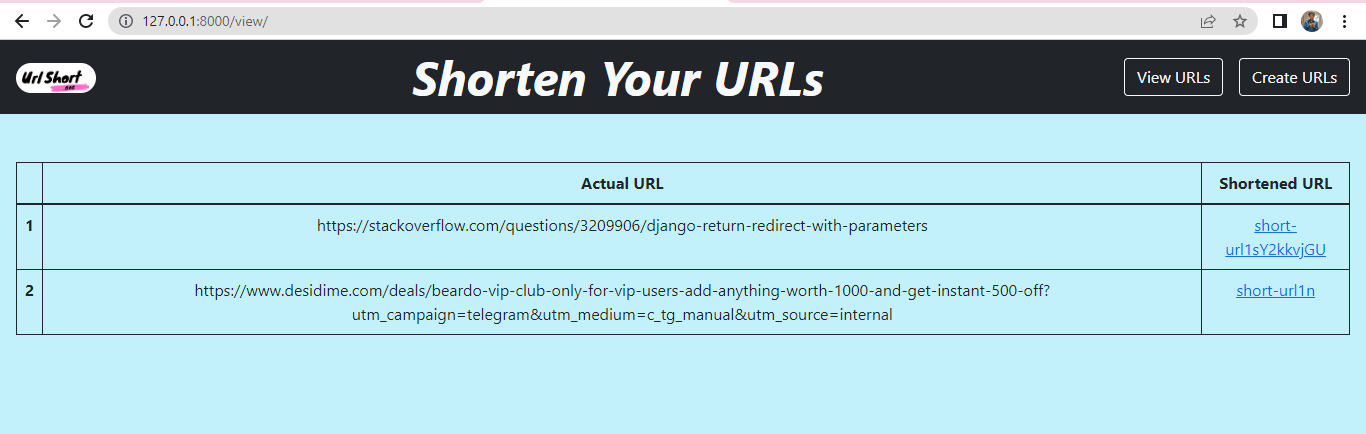 127.0.0.1:8000/view/
Url Short
.net
Shorten Your URLs
View URLs
Create URLs
Actual URL
Shortened URL
1
https://stackoverflow.com/questions/3209906/django-return-redirect-with-parameters
short-
url1sY2kkvjGU
2
https://www.desidime.com/deals/beardo-vip-club-only-for-vip-users-add-anything-worth-1000-and-get-instant-500-off?
utm_campaign=telegram&utm_medium=c_tg_manual&utm_source=internal
short-url1n